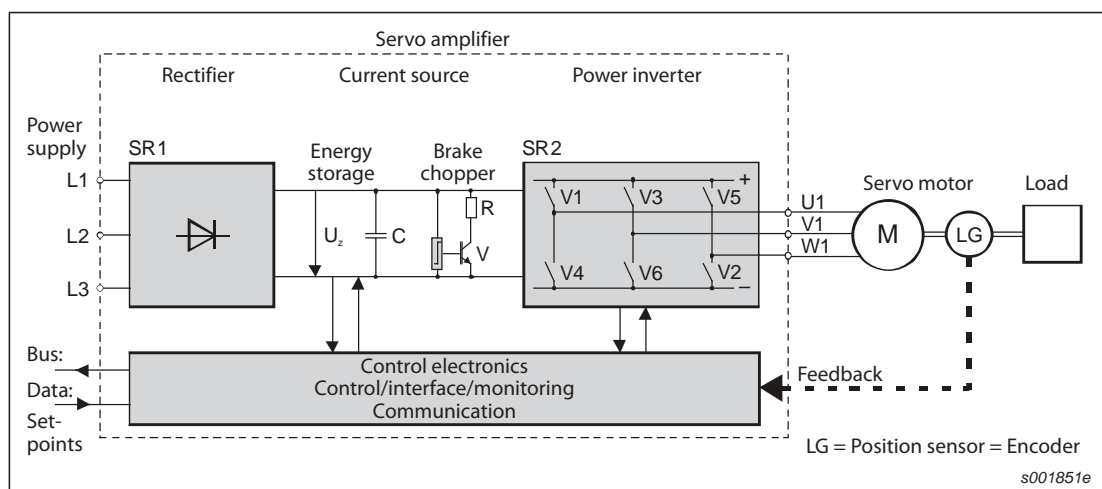 Servo amplifier
Rectifier
Current source
Power inverter
Power
supply
SR1
Energy
storage
Brake
chopper
SR2
Servo motor
Load
L1
L2
L3
Uz
C
R
V
+
V1
V3
V5
V4
V6
V2
–
U1
V1
W1
M
LG
Bus:
Data:
Set-
points
Control electronics
Control/interface/monitoring
Communication
Feedback
LG = Position sensor = Encoder
s001851e